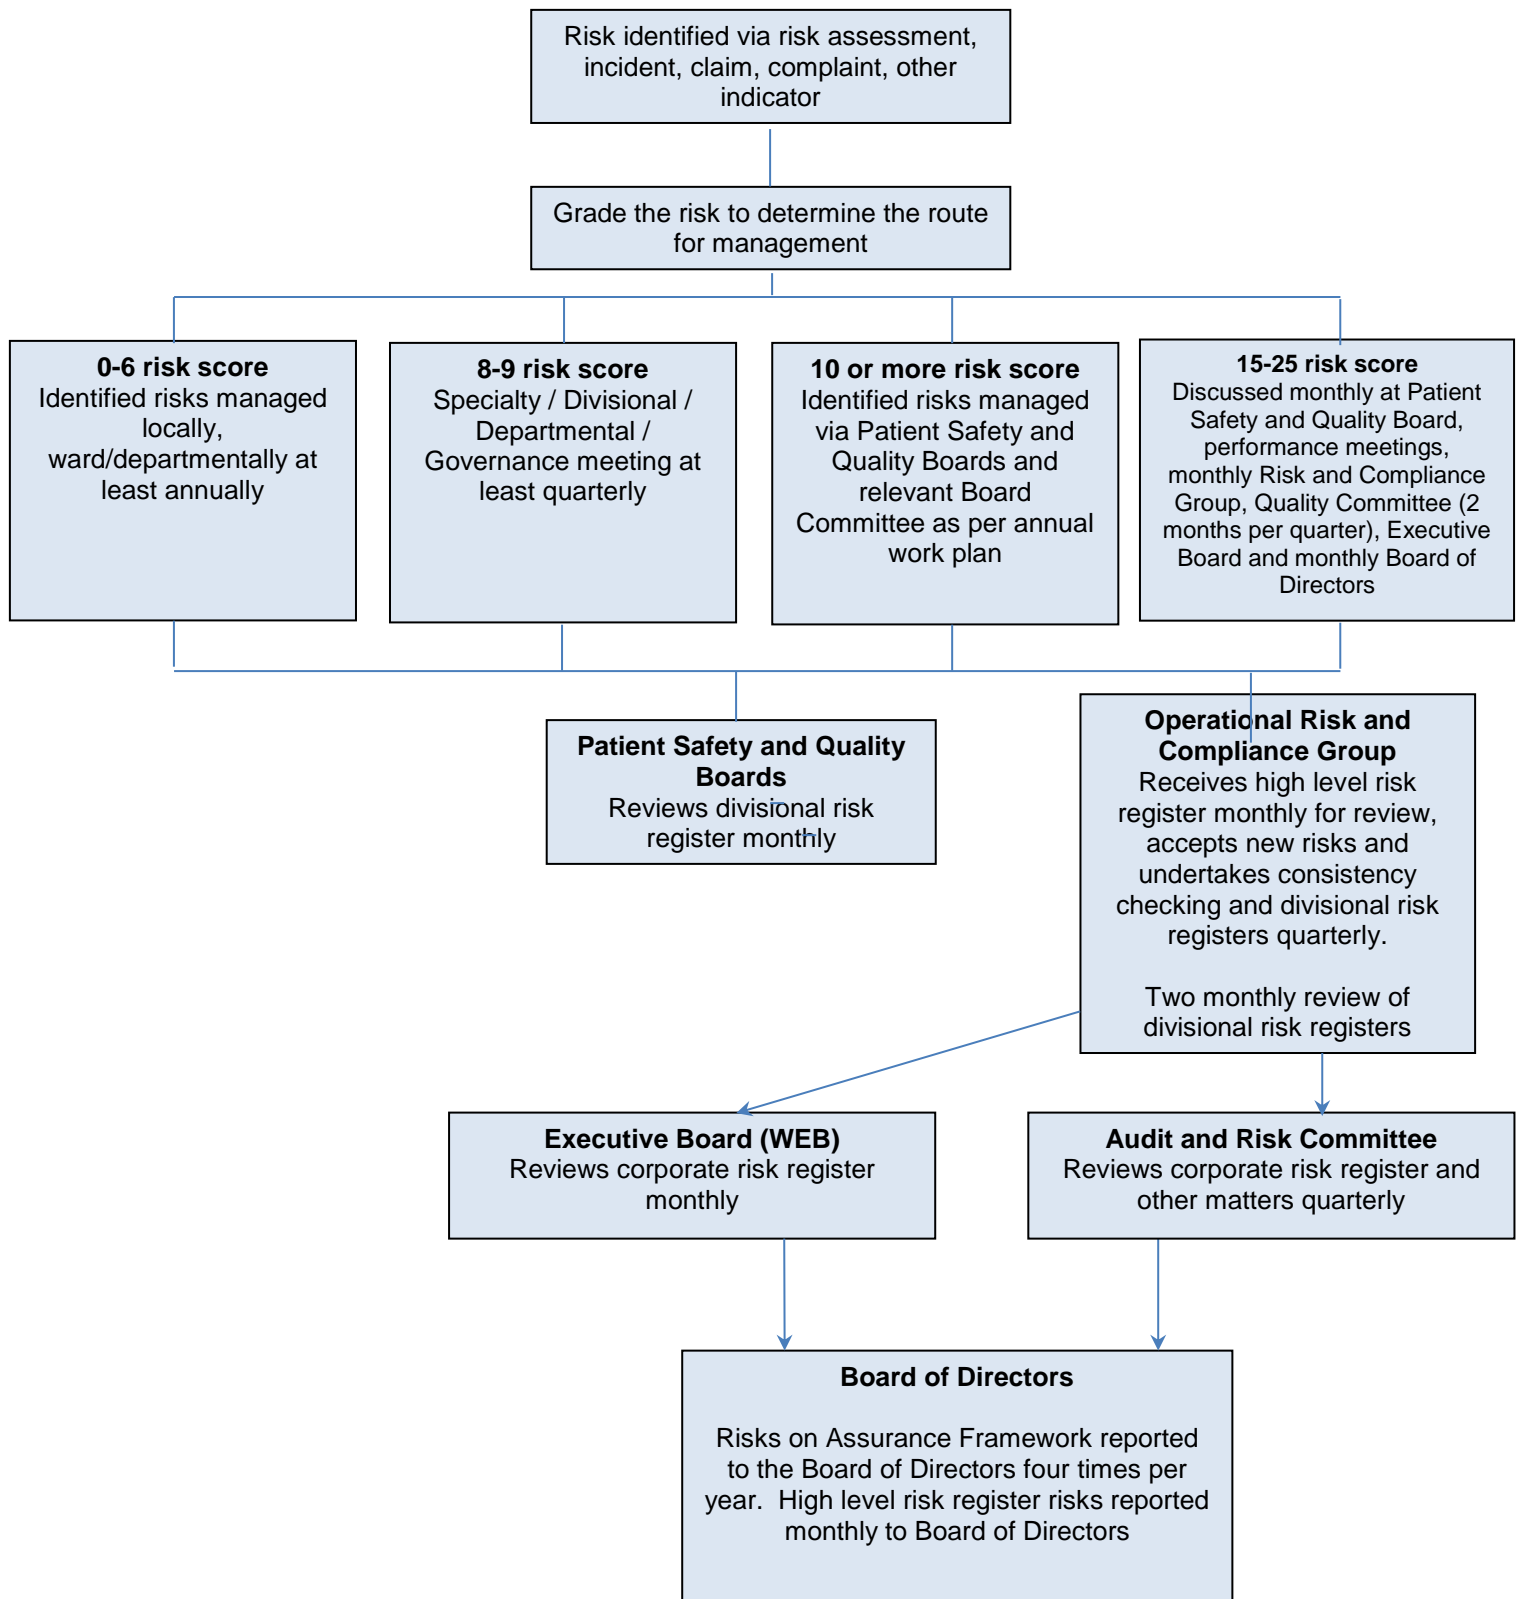 Risk identified via risk assessment,
incident, claim, complaint, other
indicator
Grade the risk to determine the route
for management
0-6 risk score
Identified risks managed
locally,
ward/departmentally at
least annually
8-9 risk score
Specialty / Divisional /
Departmental /
Governance meeting at
least quarterly
10 or more risk score
Identified risks managed
via Patient Safety and
Quality Boards and
relevant Board
Committee as per annual
work plan
15-25 risk score
Discussed monthly at Patient
Safety and Quality Board,
performance meetings,
monthly Risk and Compliance
Group, Quality Committee (2
months per quarter), Executive
Board and monthly Board of
Directors
Patient Safety and Quality
Boards
Reviews divisional risk
register monthly
Operational Risk and
Compliance Group
Receives high level risk
register monthly for review,
accepts new risks and
undertakes consistency
checking and divisional risk
registers quarterly.
Two monthly review of
divisional risk registers
Executive Board (WEB)
Reviews corporate risk register
monthly
Audit and Risk Committee
Reviews corporate risk register and
other matters quarterly
Board of Directors
Risks on Assurance Framework reported
to the Board of Directors four times per
year.  High level risk register risks reported
monthly to Board of Directors